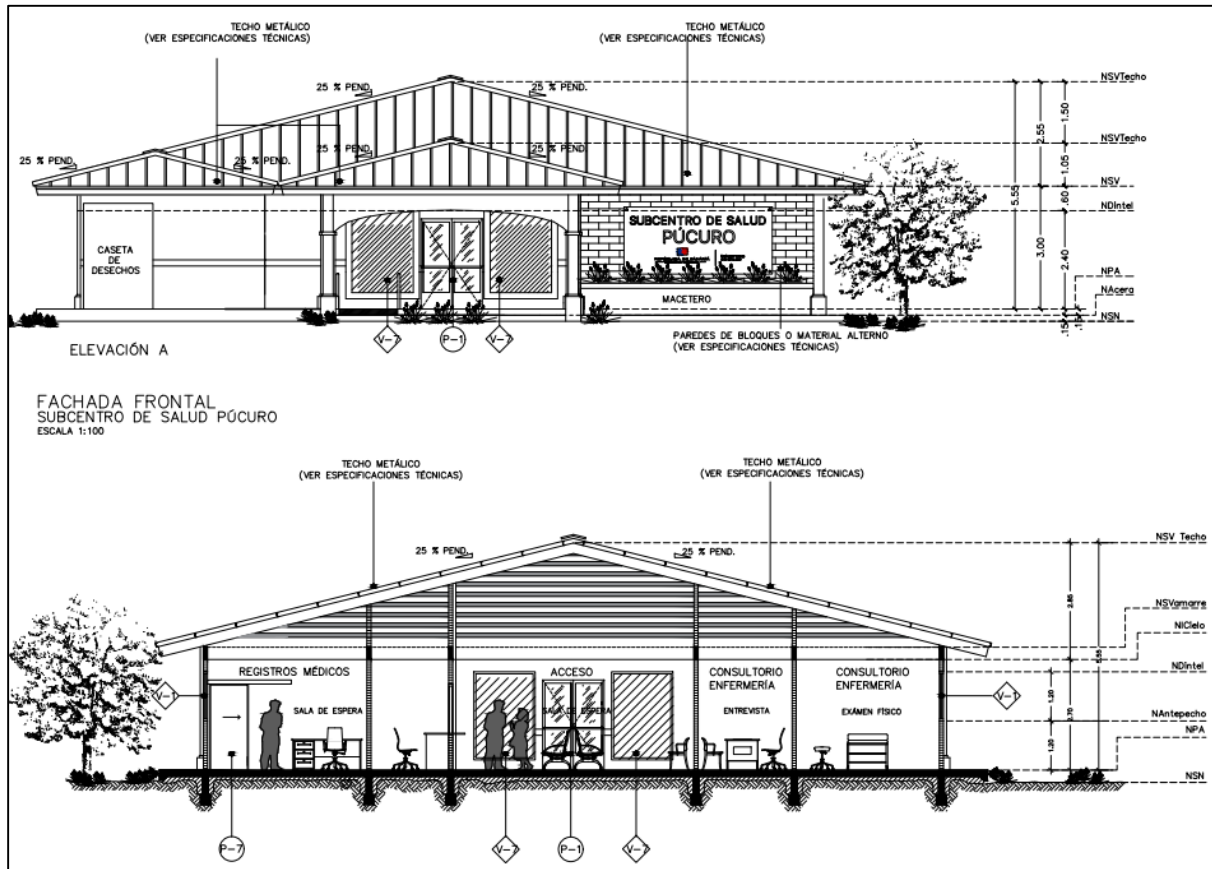 TECHO METÁLICO
(VER ESPECIFICACIONES TÉCNICAS)
TECHO METÁLICO
(VER ESPECIFICACIONES TÉCNICAS)
NSVTecho
25 % PEND.
25 % PEND.
1.50
2.55
NSVTecho
25 % PEND.
25 % PEND.
25 % PEND.
25 % PEND.
1.05
NSV
5.55
.60
NDintel
SUBCENTRO DE SALUD
PÚCURO
CASETA
DE
DESECHOS
3.00
2.40
NPA
MACETERO
NAcera
NSN
.15
.15
V-7
P-1
V-7
PAREDES DE BLOQUES O MATERIAL ALTERNO
(VER ESPECIFICACIONES TÉCNICAS)
ELEVACIÓN A
FACHADA FRONTAL
SUBCENTRO DE SALUD PÚCURO
ESCALA 1:100
TECHO METÁLICO
(VER ESPECIFICACIONES TÉCNICAS)
TECHO METÁLICO
(VER ESPECIFICACIONES TÉCNICAS)
NSV Techo
25 % PEND.
25 % PEND.
2.85
NSVamarre
NICielo
5.55
REGISTROS MÉDICOS
ACCESO
CONSULTORIO
ENFERMERÍA
CONSULTORIO
ENFERMERÍA
NDintel
V-1
V-1
1.20
SALA DE ESPERA
SALA DE ESPERA
ENTREVISTA
EXÁMEN FÍSICO
2.70
NAntepecho
1.20
NPA
NSN
P-7
V-7
P-1
V-7